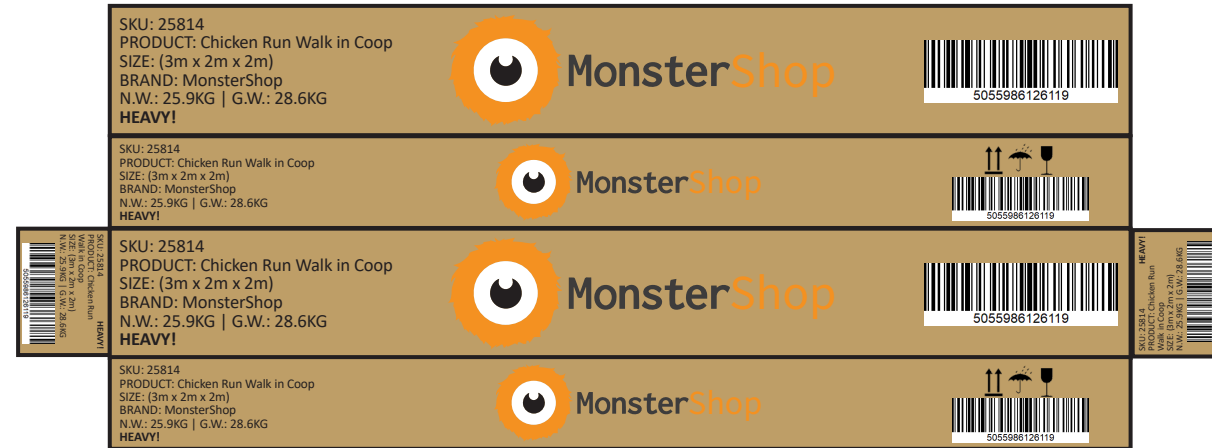 SKU: 25814
PRODUCT: Chicken Run Walk in Coop
SIZE: (3m x 2m x 2m)
BRAND: MonsterShop
N.W.: 25.9KG | G.W.: 28.6KG
HEAVY!
MonsterShop
5055986126119
SKU: 25814
PRODUCT: Chicken Run Walk in Coop
SIZE: (3m x 2m x 2m)
BRAND: MonsterShop
N.W.: 25.9KG | G.W.: 28.6KG
HEAVY!
MonsterShop
5055986126119
SKU: 25814 HEAVY!
PRODUCT: Chicken Run
Walk in Coop
SIZE: (3m x 2m x 2m)
N.W.: 25.9KG | G.W.: 28.6KG
5055986126119
SKU: 25814
PRODUCT: Chicken Run Walk in Coop
SIZE: (3m x 2m x 2m)
BRAND: MonsterShop
N.W.: 25.9KG | G.W.: 28.6KG
HEAVY!
MonsterShop
5055986126119
SKU: 25814 HEAVY!
PRODUCT: Chicken Run
Walk in Coop
SIZE: (3m x 2m x 2m)
N.W.: 25.9KG | G.W.: 28.6KG
SKU: 25814
PRODUCT: Chicken Run Walk in Coop
SIZE: (3m x 2m x 2m)
BRAND: MonsterShop
N.W.: 25.9KG | G.W.: 28.6KG
HEAVY!
MonsterShop
5055986126119